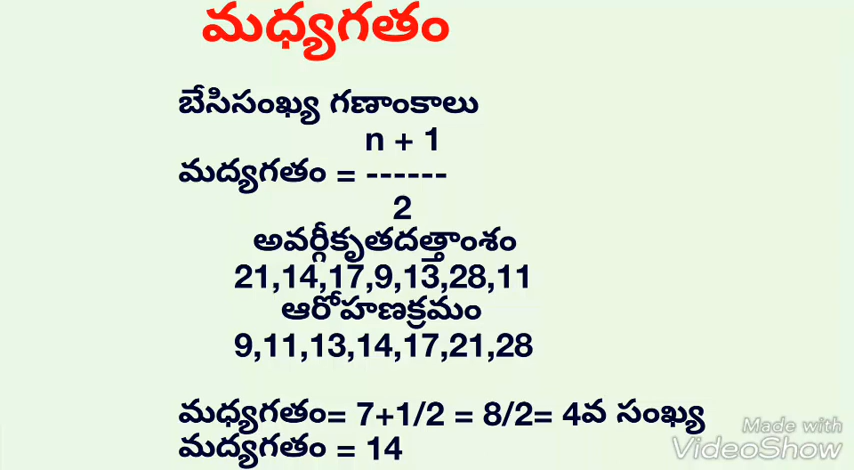 మధ్యగతం
బేసిసంఖ్య గణాంకాలు
n + 1
మద్యగతం = ------
2
అవర్గీకృతదత్తాంశం
21,14,17,9,13,28,11
ఆరోహణక్రమం
9,11,13,14,17,21,28
మధ్యగతం= 7+1/2 = 8/2= 4వ సంఖ్య
మద్యగతం = 14
Made with
VideoShow